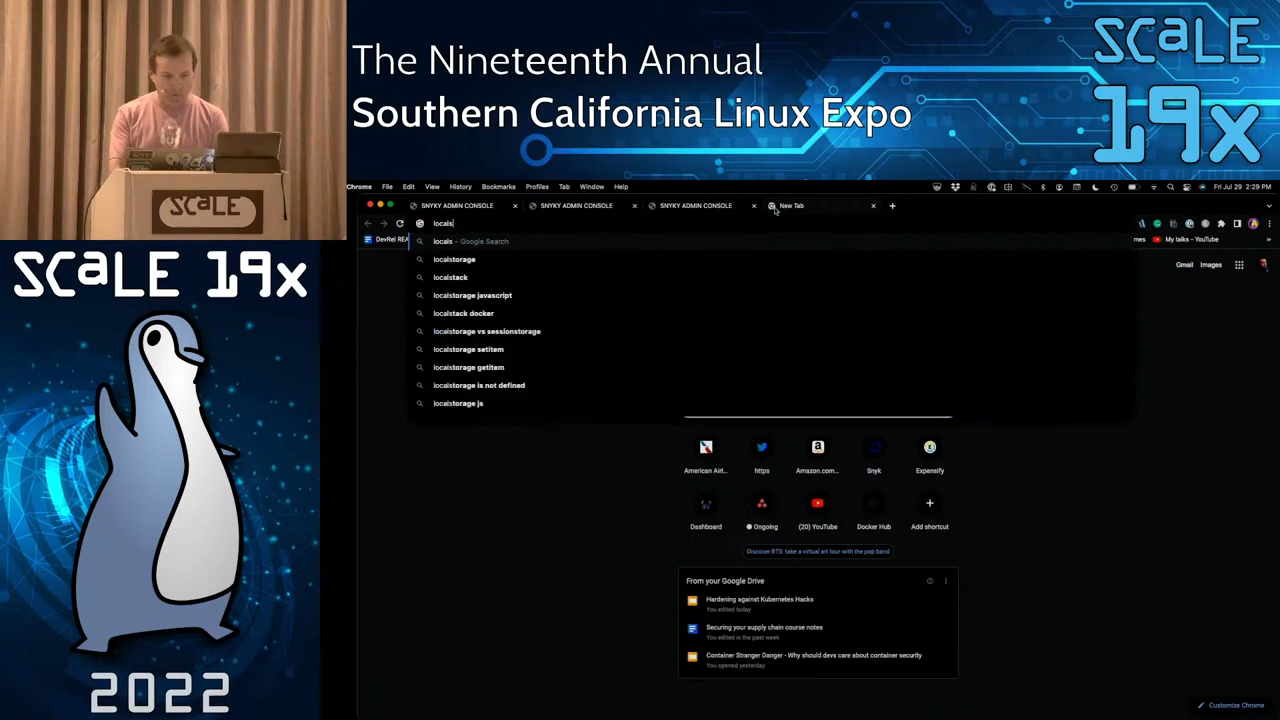 The Nineteenth Annual
Southern California Linux Expo
SCaLE
19x
SCaLE
SCaLE 19x
2022
Chrome File Edit View History Bookmarks Profiles Tab Window Help
Fri Jul 29 2:29 PM
SNYKY ADMIN CONSOLE
SNYKY ADMIN CONSOLE
SNYKY ADMIN CONSOLE
New Tab
locals
DevRel REA
mes
My talks - YouTube
locals - Google Search
localstorage
localstack
localstorage javascript
localstack docker
localstorage vs sessionstorage
localstorage setitem
localstorage getitem
localstorage is not defined
localstorage js
Gmail Images
American Airl...
https
Amazon.com...
Snyk
Expensify
Dashboard
Ongoing
(20) YouTube
Docker Hub
Add shortcut
Discover BTS: take a virtual art tour with the pop band
From your Google Drive
Hardening against Kubernetes Hacks
You edited today
Securing your supply chain course notes
You edited in the past week
Container Stranger Danger - Why should devs care about container security
You opened yesterday
Customize Chrome